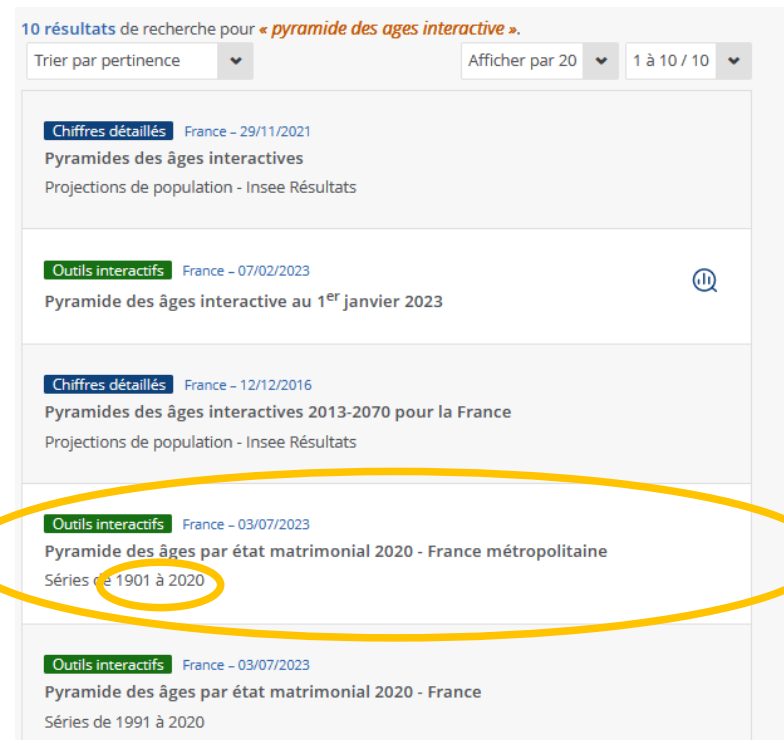 10 résultats de recherche pour « pyramide des ages interactive ».
Trier par pertinence Afficher par 20 1 à 10 / 10
Chiffres détaillés France – 29/11/2021
Pyramides des âges interactives
Projections de population - Insee Résultats
Outils interactifs France – 07/02/2023
Pyramide des âges interactive au 1er janvier 2023
Chiffres détaillés France – 12/12/2016
Pyramides des âges interactives 2013-2070 pour la France
Projections de population - Insee Résultats
Outils interactifs France – 03/07/2023
Pyramide des âges par état matrimonial 2020 - France métropolitaine
Séries de 1901 à 2020
Outils interactifs France – 03/07/2023
Pyramide des âges par état matrimonial 2020 - France
Séries de 1991 à 2020